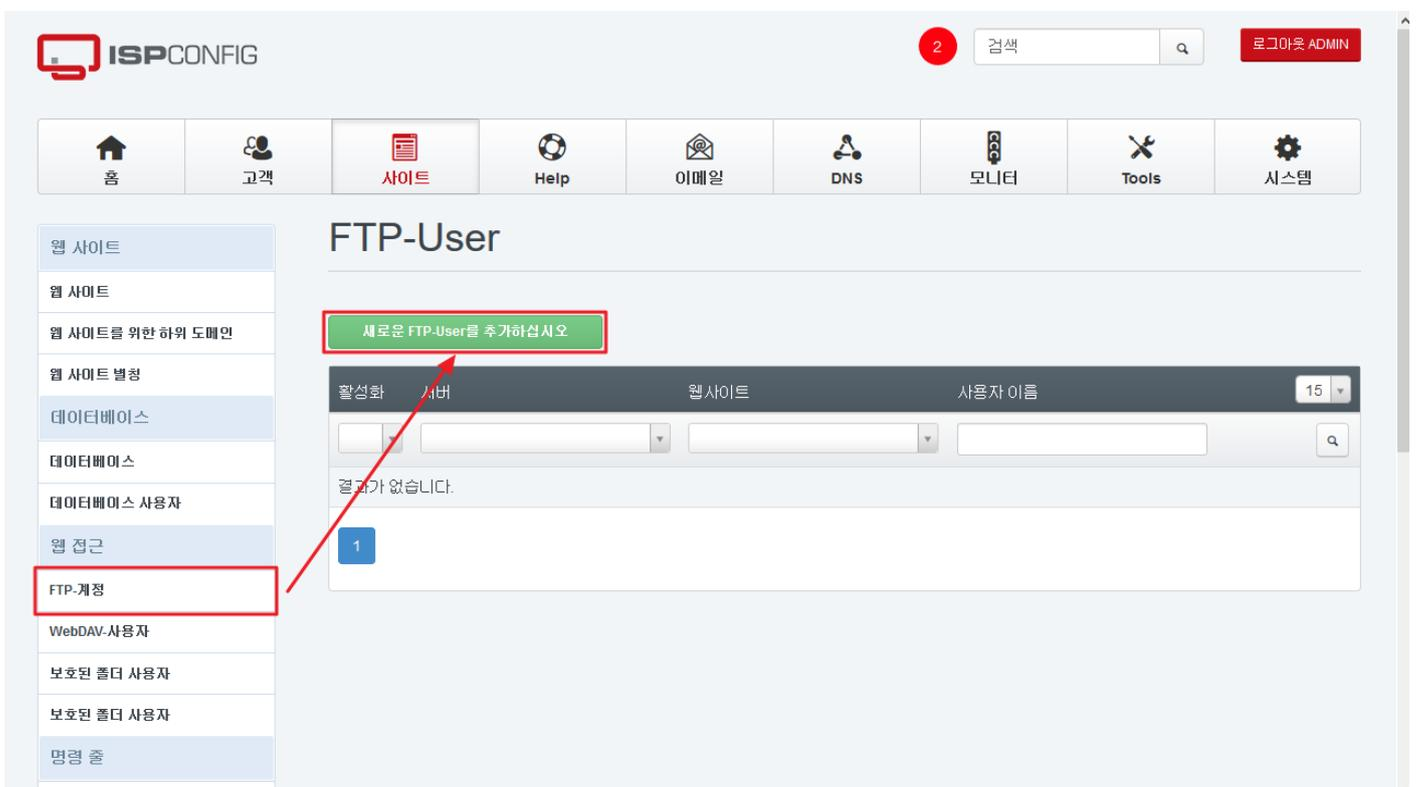 ISPCONFIG
2
검색
로그아웃 ADMIN
홈
고객
사이트
Help
이메일
DNS
모니터
Tools
시스템
웹 사이트
웹 사이트
웹 사이트를 위한 하위 도메인
웹 사이트 별칭
데이터베이스
데이터베이스
데이터베이스 사용자
웹 접근
FTP-계정
WebDAV-사용자
보호된 폴더 사용자
보호된 폴더 사용자
명령 줄
FTP-User
새로운 FTP-User를 추가하십시오
활성화 서버 웹사이트 사용자 이름 15
결과가 없습니다.
1